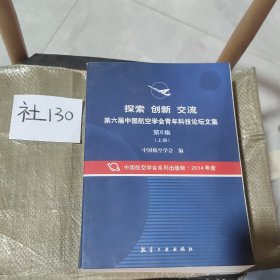 社130
探索 创新 交流
第六届中国航空学会青年科技论坛文集
第6集
（上册）
中国航空学会 编
中国航空学会系列出版物·2014年度
航空工业出版社